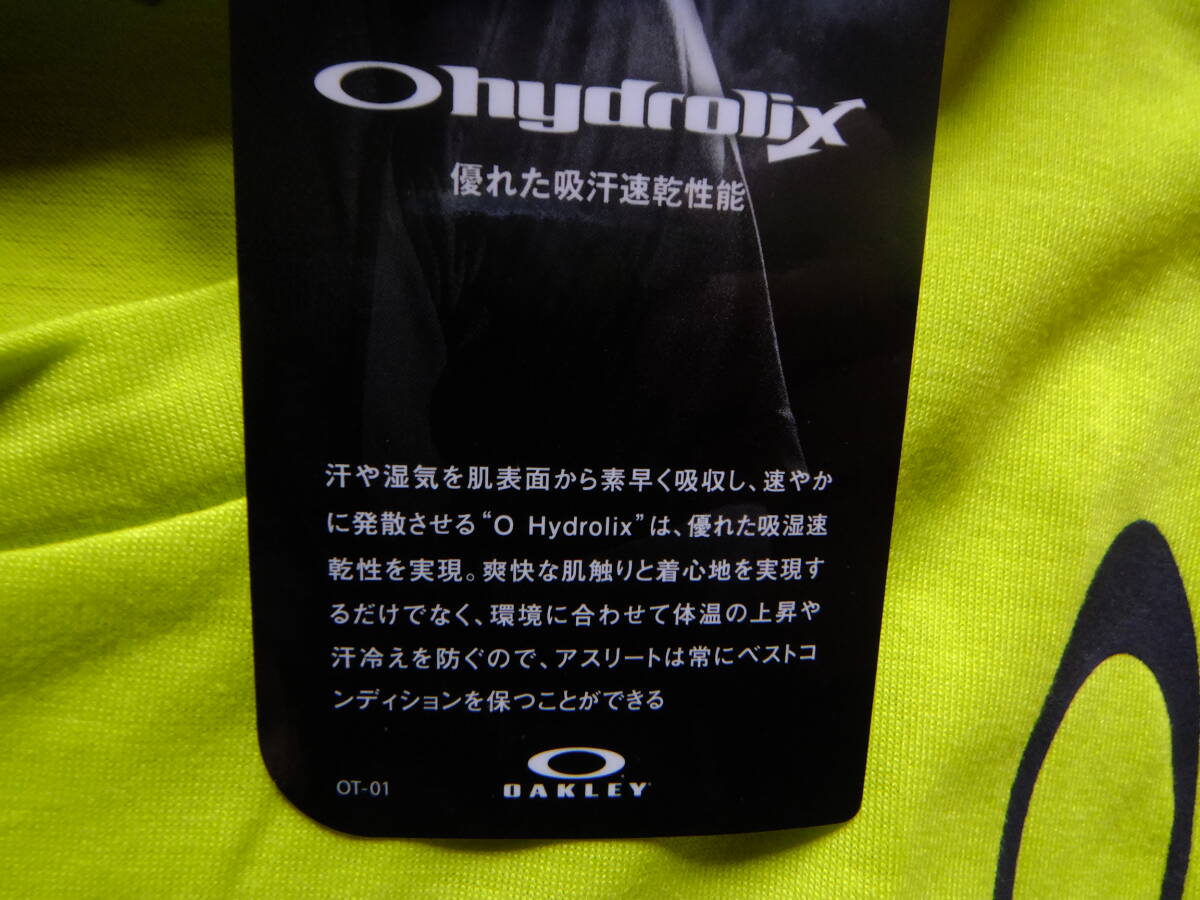 O hydrolix
優れた吸汗速乾性能
汗や湿気を肌表面から素早く吸収し、速やか
に発散させる“O Hydrolix”は、優れた吸湿速
乾性を実現。爽快な肌触りと着心地を実現す
るだけでなく、環境に合わせて体温の上昇や
汗冷えを防ぐので、アスリートは常にベストコ
ンディションを保つことができる
OT-01
OAKLEY